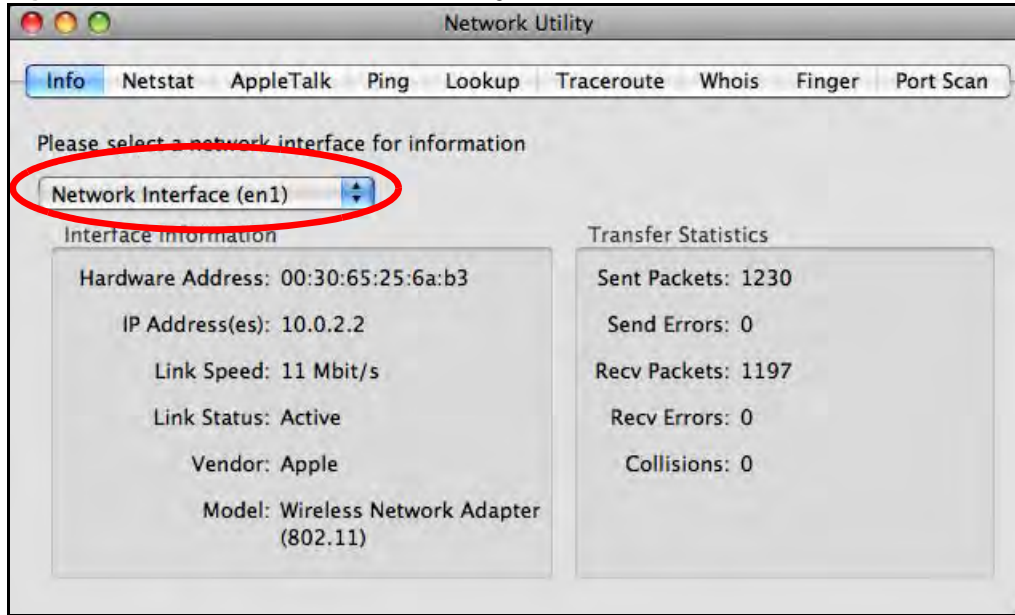 Network Utility
Info Netstat AppleTalk Ping Lookup Traceroute Whois Finger Port Scan
Please select a network interface for information
Network Interface (en1)
Interface Information
Hardware Address: 00:30:65:25:6a:b3
IP Address(es): 10.0.2.2
Link Speed: 11 Mbit/s
Link Status: Active
Vendor: Apple
Model: Wireless Network Adapter
(802.11)
Transfer Statistics
Sent Packets: 1230
Send Errors: 0
Recv Packets: 1197
Recv Errors: 0
Collisions: 0